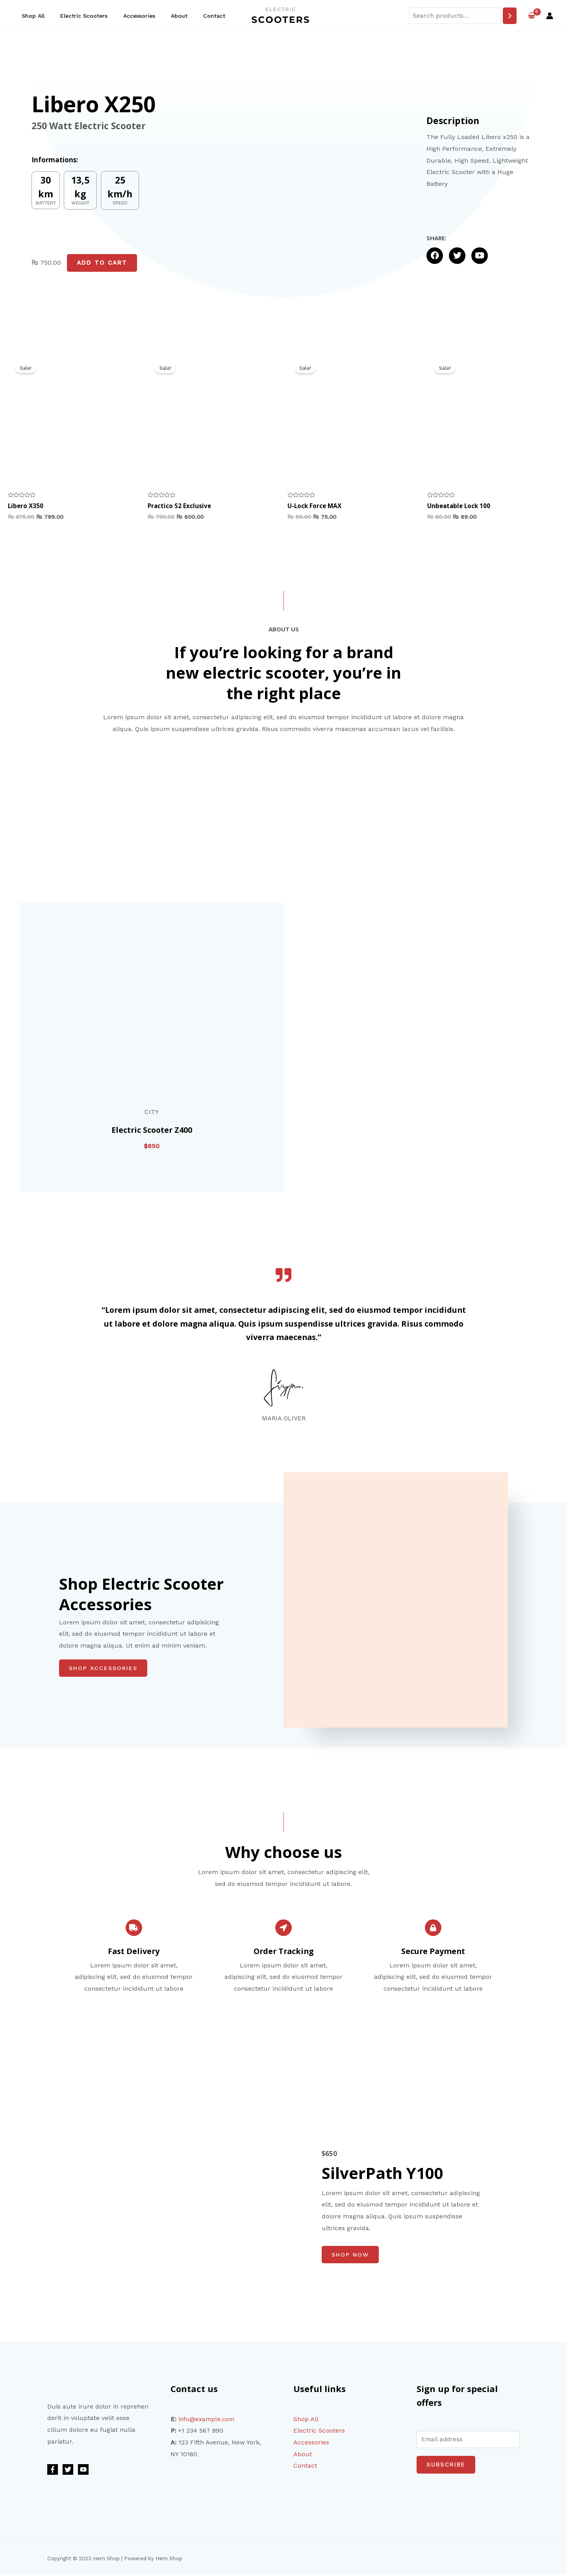 Shop All
Electric Scooters
Accessories
About
Contact
ELECTRIC
SCOOTERS
Search products...
0
Libero X250
250 Watt Electric Scooter
Informations:
30
km
BATTERY
13,5
kg
WEIGHT
25
km/h
SPEED
₨ 750.00
ADD TO CART
Description
The Fully Loaded Libero x250 is a
High Performance, Extremely
Durable, High Speed, Lightweight
Electric Scooter with a Huge
Battery
SHARE:
Sale!
Sale!
Sale!
Sale!
Libero X350
₨ 875.00 ₨ 799.00
Practico S2 Exclusive
₨ 790.00 ₨ 600.00
U-Lock Force MAX
₨ 90.00 ₨ 75.00
Unbeatable Lock 100
₨ 80.00 ₨ 69.00
ABOUT US
If you’re looking for a brand
new electric scooter, you’re in
the right place
Lorem ipsum dolor sit amet, consectetur adipiscing elit, sed do eiusmod tempor incididunt ut labore et dolore magna
aliqua. Quis ipsum suspendisse ultrices gravida. Risus commodo viverra maecenas accumsan lacus vel facilisis.
CITY
Electric Scooter Z400
$650
“Lorem ipsum dolor sit amet, consectetur adipiscing elit, sed do eiusmod tempor incididunt
ut labore et dolore magna aliqua. Quis ipsum suspendisse ultrices gravida. Risus commodo
viverra maecenas.”
MARIA OLIVER
Shop Electric Scooter
Accessories
Lorem ipsum dolor sit amet, consectetur adipisicing
elit, sed do eiusmod tempor incididunt ut labore et
dolore magna aliqua. Ut enim ad minim veniam.
SHOP ACCESSORIES
Why choose us
Lorem ipsum dolor sit amet, consectetur adipiscing elit,
sed do eiusmod tempor incididunt ut labore.
Fast Delivery
Lorem ipsum dolor sit amet,
adipiscing elit, sed do eiusmod tempor
consectetur incididunt ut labore
Order Tracking
Lorem ipsum dolor sit amet,
adipiscing elit, sed do eiusmod tempor
consectetur incididunt ut labore
Secure Payment
Lorem ipsum dolor sit amet,
adipiscing elit, sed do eiusmod tempor
consectetur incididunt ut labore
$650
SilverPath Y100
Lorem ipsum dolor sit amet, consectetur adipiscing
elit, sed do eiusmod tempor incididunt ut labore et
dolore magna aliqua. Quis ipsum suspendisse
ultrices gravida.
SHOP NOW
Duis aute irure dolor in reprehen
derit in voluptate velit esse
cillum dolore eu fugiat nulla
pariatur.
Contact us
E: info@example.com
P: +1 234 567 890
A: 123 Fifth Avenue, New York,
NY 10160
Useful links
Shop All
Electric Scooters
Accessories
About
Contact
Sign up for special
offers
Email address
SUBSCRIBE
Copyright © 2023 Hem Shop | Powered by Hem Shop